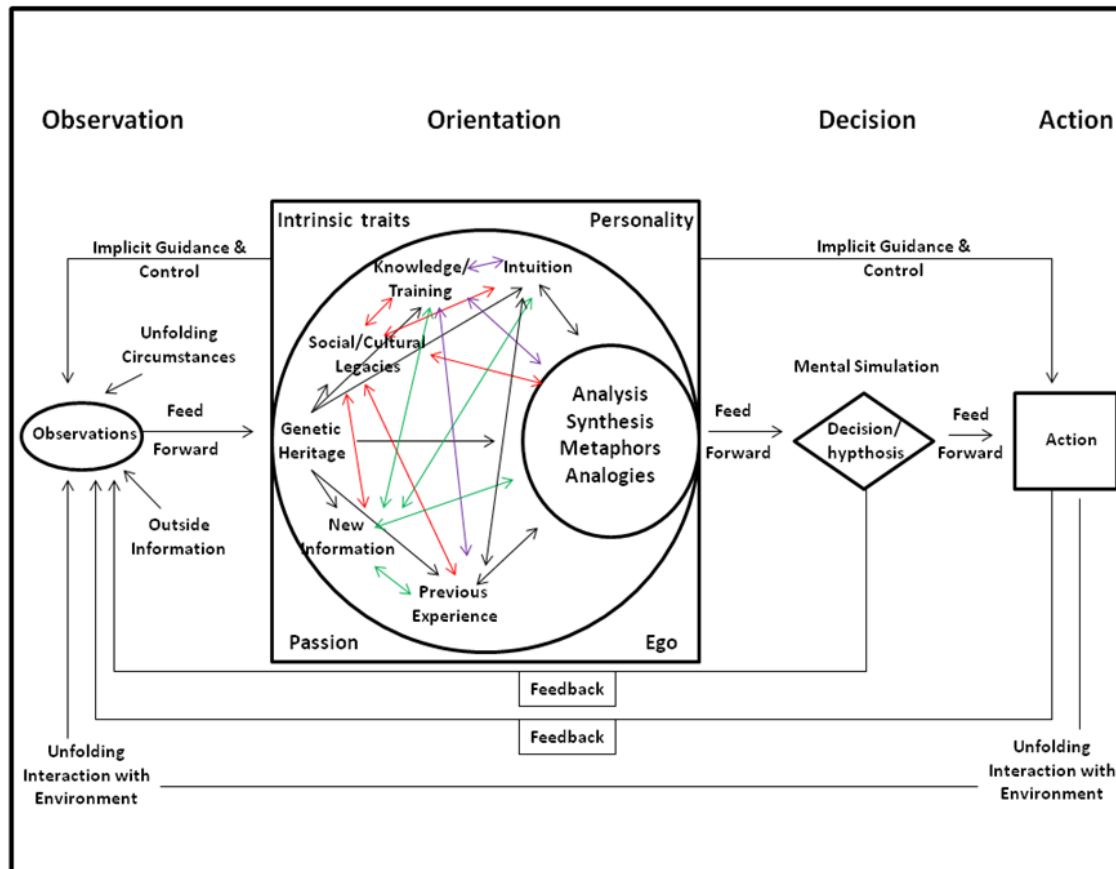 Observation
Orientation
Decision
Action
Intrinsic traits
Personality
Implicit Guidance &
Control
Knowledge/
Training
Intuition
Implicit Guidance &
Control
Unfolding
Circumstances
Social/Cultural
Legacies
Mental Simulation
Observations
Feed
Forward
Genetic
Heritage
Analysis
Synthesis
Metaphors
Analogies
Feed
Forward
Decision/
hypthosis
Feed
Forward
Action
Outside
Information
New
Information
Previous
Experience
Passion
Ego
Feedback
Feedback
Unfolding
Interaction with
Environment
Unfolding
Interaction with
Environment